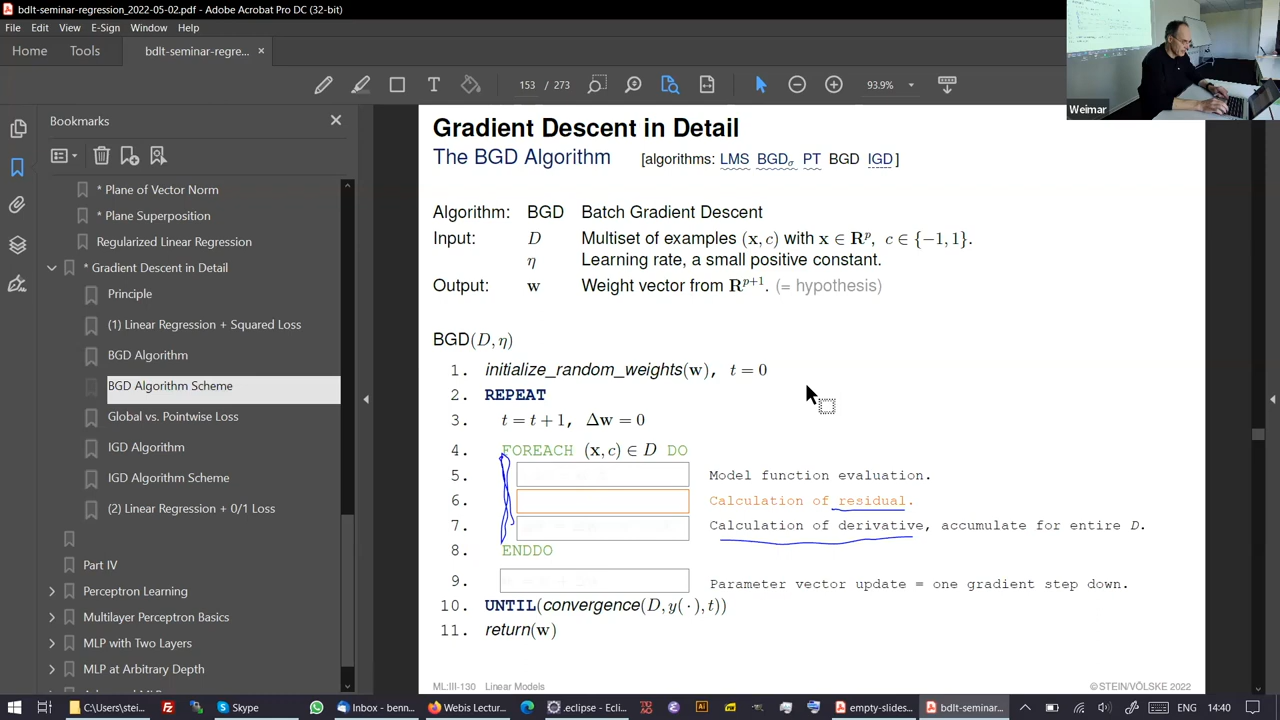 bdlt-seminar-regression_2022-05-02.pdf - Adobe Acrobat Pro DC (32-bit)
File Edit View E-Sign Window Help
Home Tools bdlt-seminar-regre... ×
153 / 273 93.9%
Bookmarks
* Plane of Vector Norm
* Plane Superposition
Regularized Linear Regression
* Gradient Descent in Detail
Principle
(1) Linear Regression + Squared Loss
BGD Algorithm
BGD Algorithm Scheme
Global vs. Pointwise Loss
IGD Algorithm
IGD Algorithm Scheme
(2) Linear Regression + 0/1 Loss
Part IV
Perceptron Learning
Multilayer Perceptron Basics
MLP with Two Layers
MLP at Arbitrary Depth
Weimar
Gradient Descent in Detail
The BGD Algorithm [algorithms: LMS BGDσ PT BGD IGD]
Algorithm: BGD Batch Gradient Descent
Input: D Multiset of examples (x, c) with x ∈ R^p, c ∈ {−1, 1}.
η Learning rate, a small positive constant.
Output: w Weight vector from R^{p+1}. (= hypothesis)
BGD(D, η)
1. initialize_random_weights(w), t = 0
2. REPEAT
3. t = t + 1, Δw = 0
4. FOREACH (x, c) ∈ D DO
5. Model function evaluation.
6. Calculation of residual.
7. Calculation of derivative, accumulate for entire D.
8. ENDDO
9. Parameter vector update = one gradient step down.
10. UNTIL(convergence(D, y(·), t))
11. return(w)
ML:III-130 Linear Models ©STEIN/VÖLSKE 2022
C:\Users\stei... Skype Inbox - benn... Webis Lectur... .eclipse - Ecli... empty-slides... bdlt-seminar... ENG 14:40